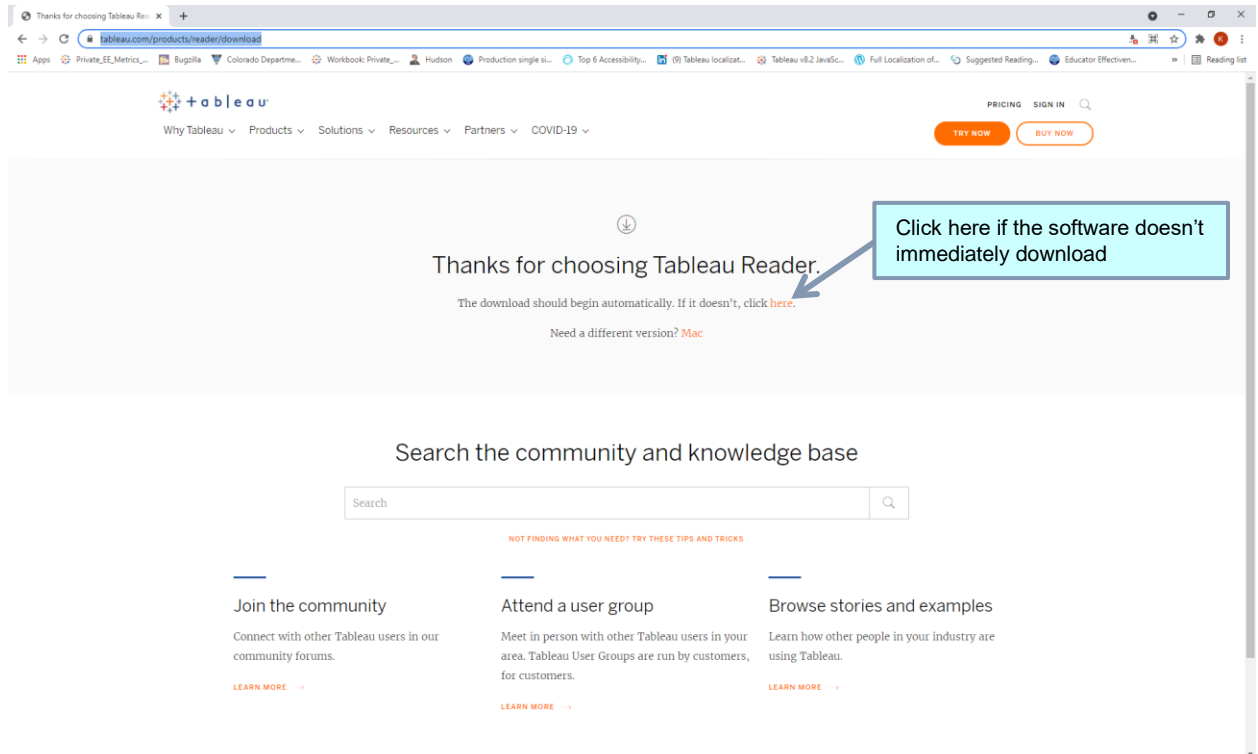 Thanks for choosing Tableau Rea
tableau.com/products/reader/download
K
Apps Private_EE_Metrics_... Bugzilla Colorado Departme... Workbook: Private_... Hudson Production single si... Top 6 Accessibility... (9) Tableau localizat... Tableau v8.2 JavaSc... Full Localization of... Suggested Reading... Educator Effectiven... » Reading list
+ableau
PRICING SIGN IN
Why Tableau Products Solutions Resources Partners COVID-19
TRY NOW BUY NOW
Click here if the software doesn’t
immediately download
Thanks for choosing Tableau Reader.
The download should begin automatically. If it doesn't, click here.
Need a different version? Mac
Search the community and knowledge base
Search
NOT FINDING WHAT YOU NEED? TRY THESE TIPS AND TRICKS
Join the community
Connect with other Tableau users in our
community forums.
LEARN MORE
Attend a user group
Meet in person with other Tableau users in your
area. Tableau User Groups are run by customers,
for customers.
LEARN MORE
Browse stories and examples
Learn how other people in your industry are
using Tableau.
LEARN MORE